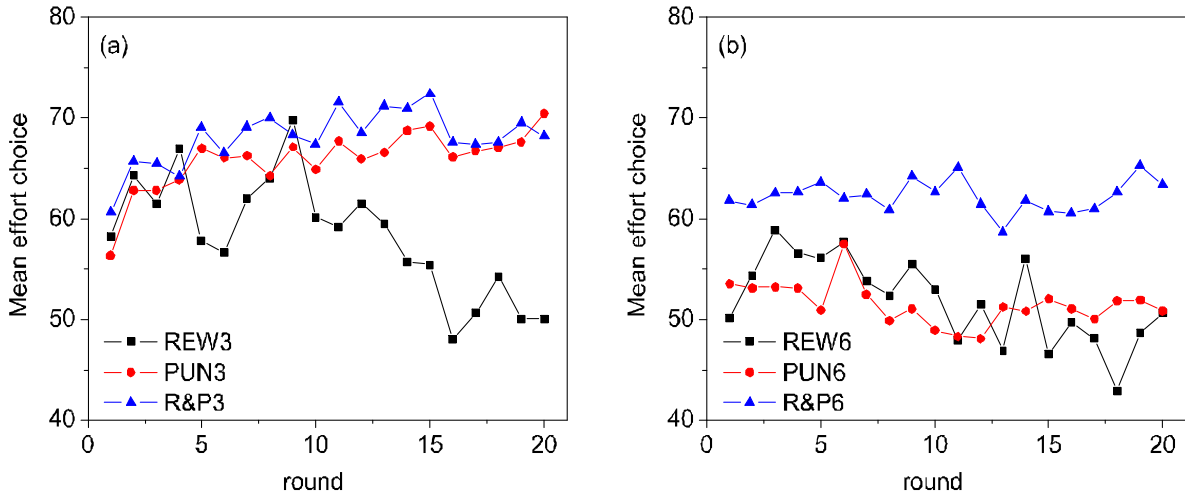 (a)
Mean effort choice
80
70
60
50
40
REW3
PUN3
R&P3
0 5 10 15 20
round
(b)
Mean effort choice
80
70
60
50
40
REW6
PUN6
R&P6
0 5 10 15 20
round